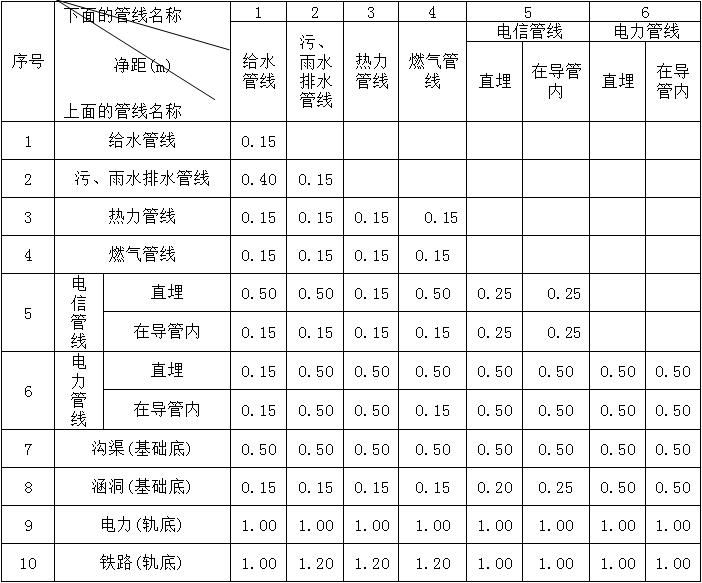 序号
下面的管线名称
净距(m)
上面的管线名称
1 2 3 4 5 6
给水管线
污、雨水排水管线
热力管线
燃气管线
电信管线 电力管线
直埋 在导管内 直埋 在导管内
1 给水管线 0.15
2 污、雨水排水管线 0.40 0.15
3 热力管线 0.15 0.15 0.15 0.15
4 燃气管线 0.15 0.15 0.15 0.15
5 电信管线
直埋 0.50 0.50 0.15 0.50 0.25 0.25
在导管内 0.15 0.15 0.15 0.15 0.25 0.25
6 电力管线
直埋 0.15 0.50 0.50 0.50 0.50 0.50 0.50 0.50
在导管内 0.15 0.50 0.50 0.15 0.50 0.50 0.50 0.50
7 沟渠(基础底) 0.50 0.50 0.50 0.50 0.50 0.50 0.50 0.50
8 涵洞(基础底) 0.15 0.15 0.15 0.15 0.20 0.25 0.50 0.50
9 电力(轨底) 1.00 1.00 1.00 1.00 1.00 1.00 1.00 1.00
10 铁路(轨底) 1.00 1.20 1.20 1.20 1.00 1.00 1.00 1.00